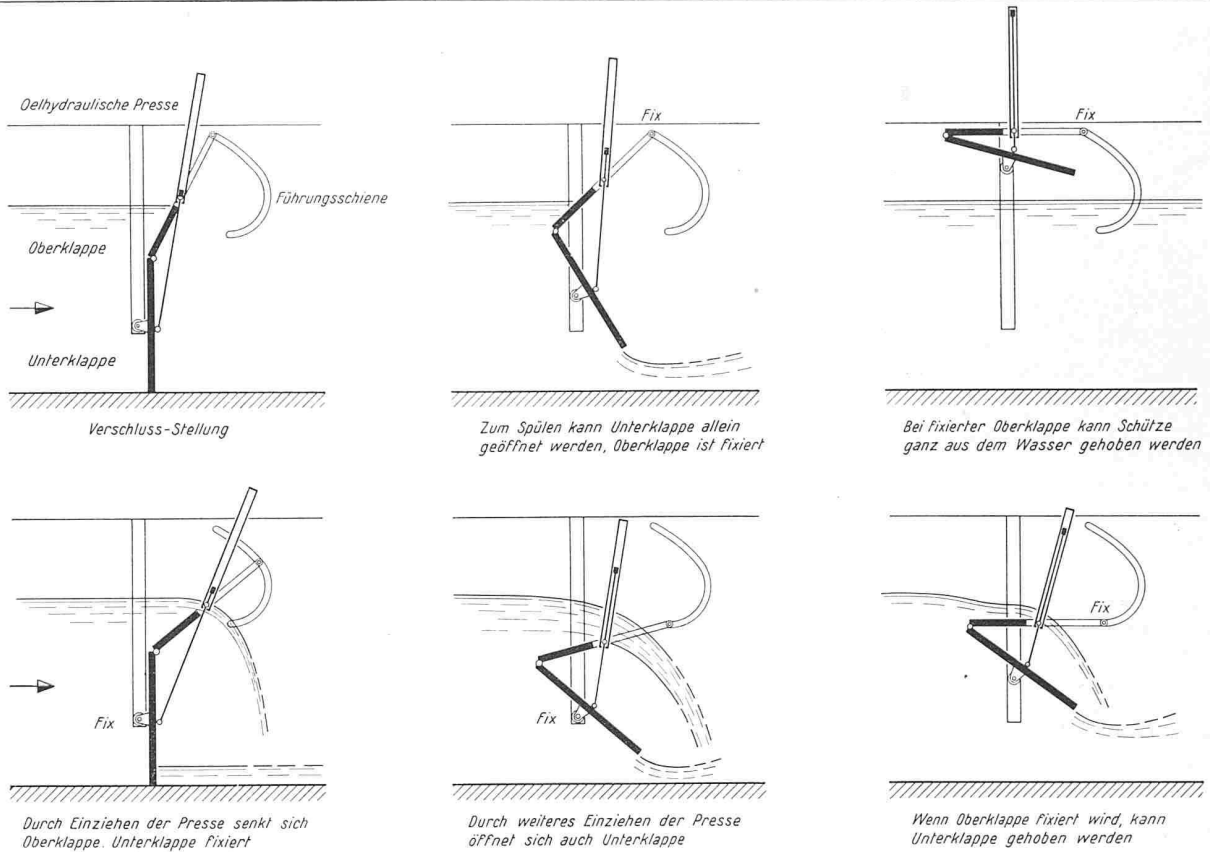 Oelhydraulische Presse
Führungsschiene
Oberklappe
Unterklappe
Verschluss-Stellung
Fix
Zum Spülen kann Unterklappe allein
geöffnet werden, Oberklappe ist fixiert
Fix
Bei fixierter Oberklappe kann Schütze
ganz aus dem Wasser gehoben werden
Fix
Durch Einziehen der Presse senkt sich
Oberklappe. Unterklappe fixiert
Fix
Durch weiteres Einziehen der Presse
öffnet sich auch Unterklappe
Fix
Wenn Oberklappe fixiert wird, kann
Unterklappe gehoben werden